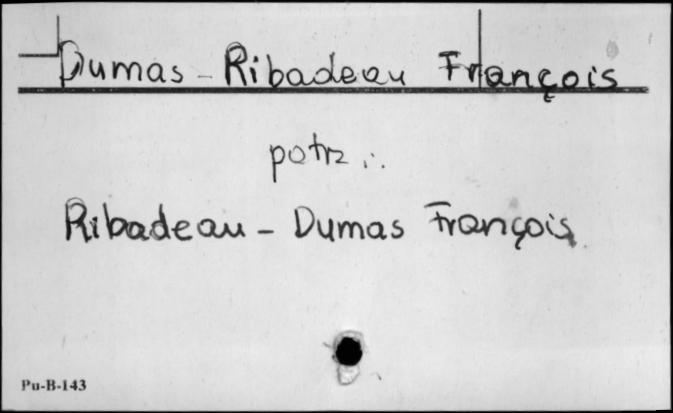 Dumas - Ribadeau François
potrz.:
Ribadeau - Dumas François
Pu-B-143